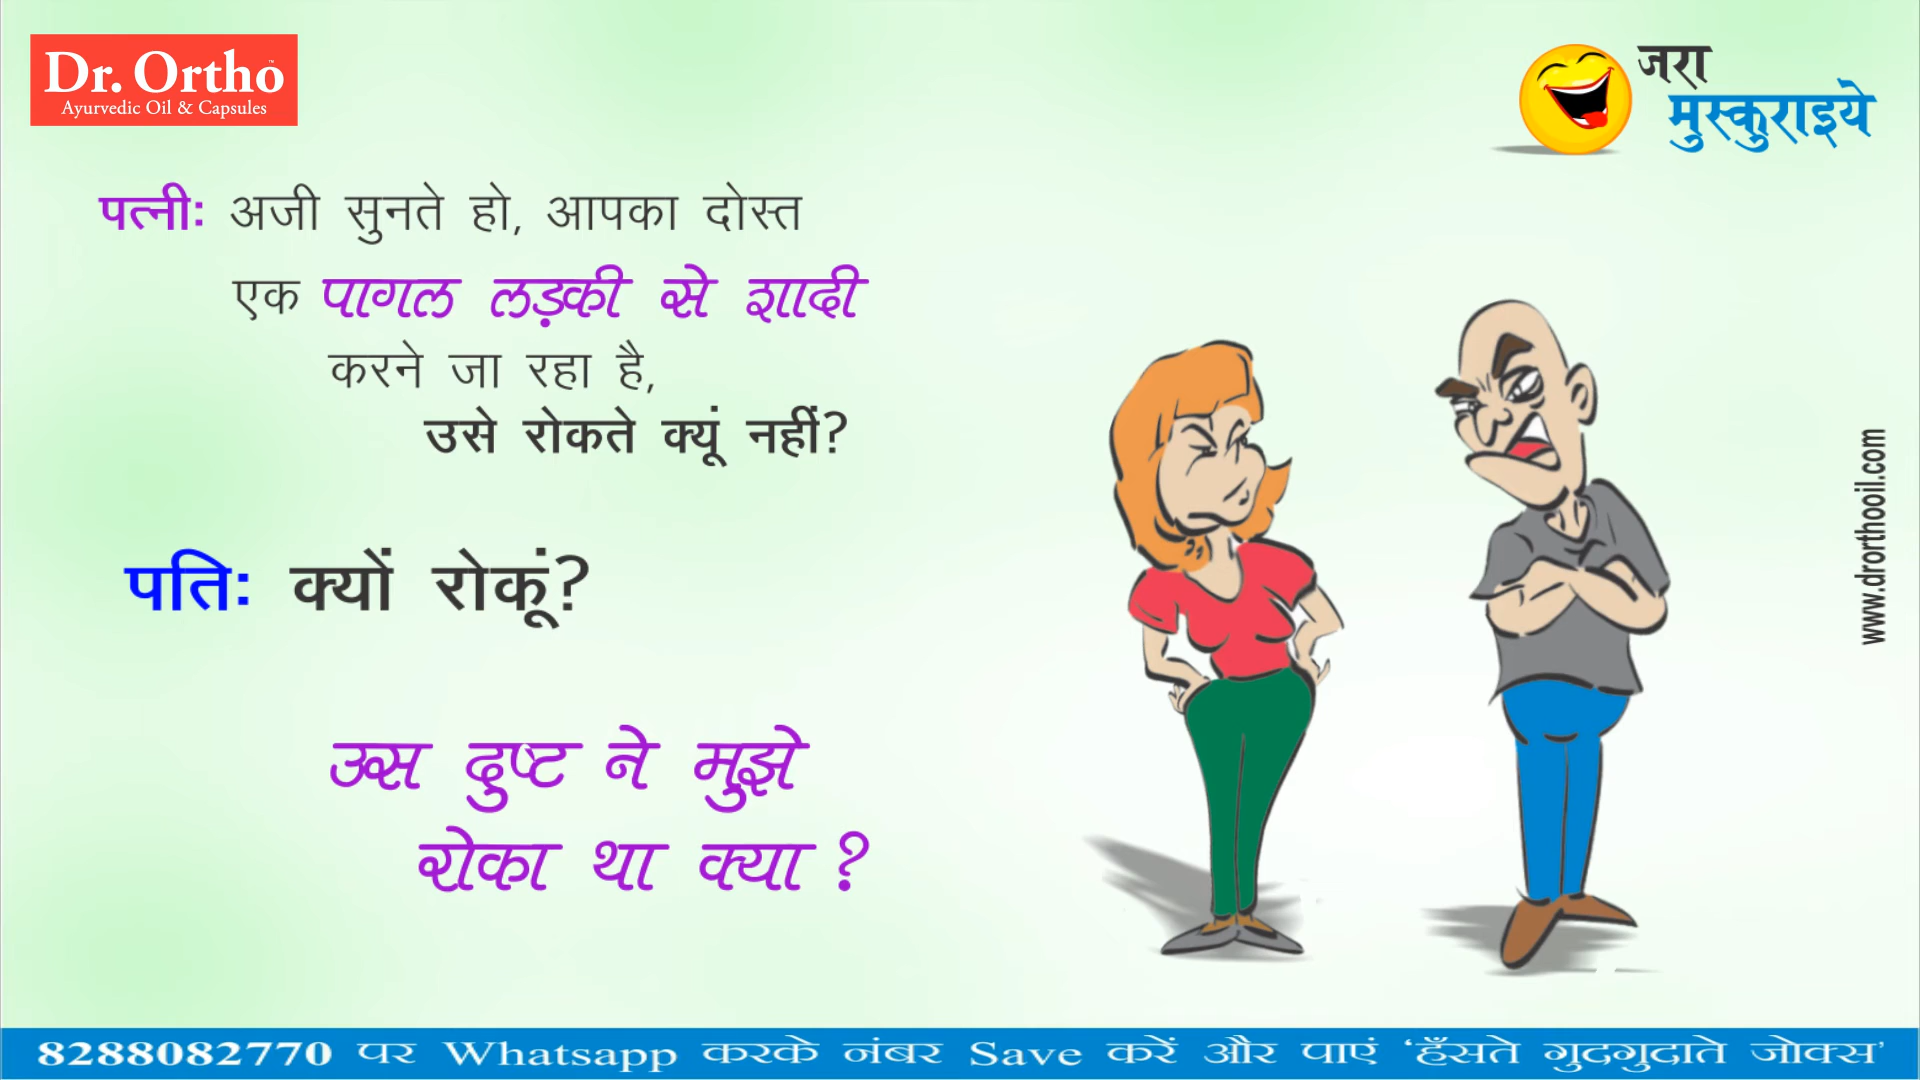 Dr. Ortho™
Ayurvedic Oil & Capsules
जरा
मुस्कुराइये
पत्नीः अजी सुनते हो, आपका दोस्त
एक पागल लड़की से शादी
करने जा रहा है,
उसे रोकते क्यूं नहीं?
पतिः क्यों रोकूं?
उस दुष्ट ने मुझे
रोका था क्या ?
www.drorthooil.com
8288082770 पर Whatsapp करके नंबर Save करें और पाएं ‘हँसते गुदगुदाते जोक्स’